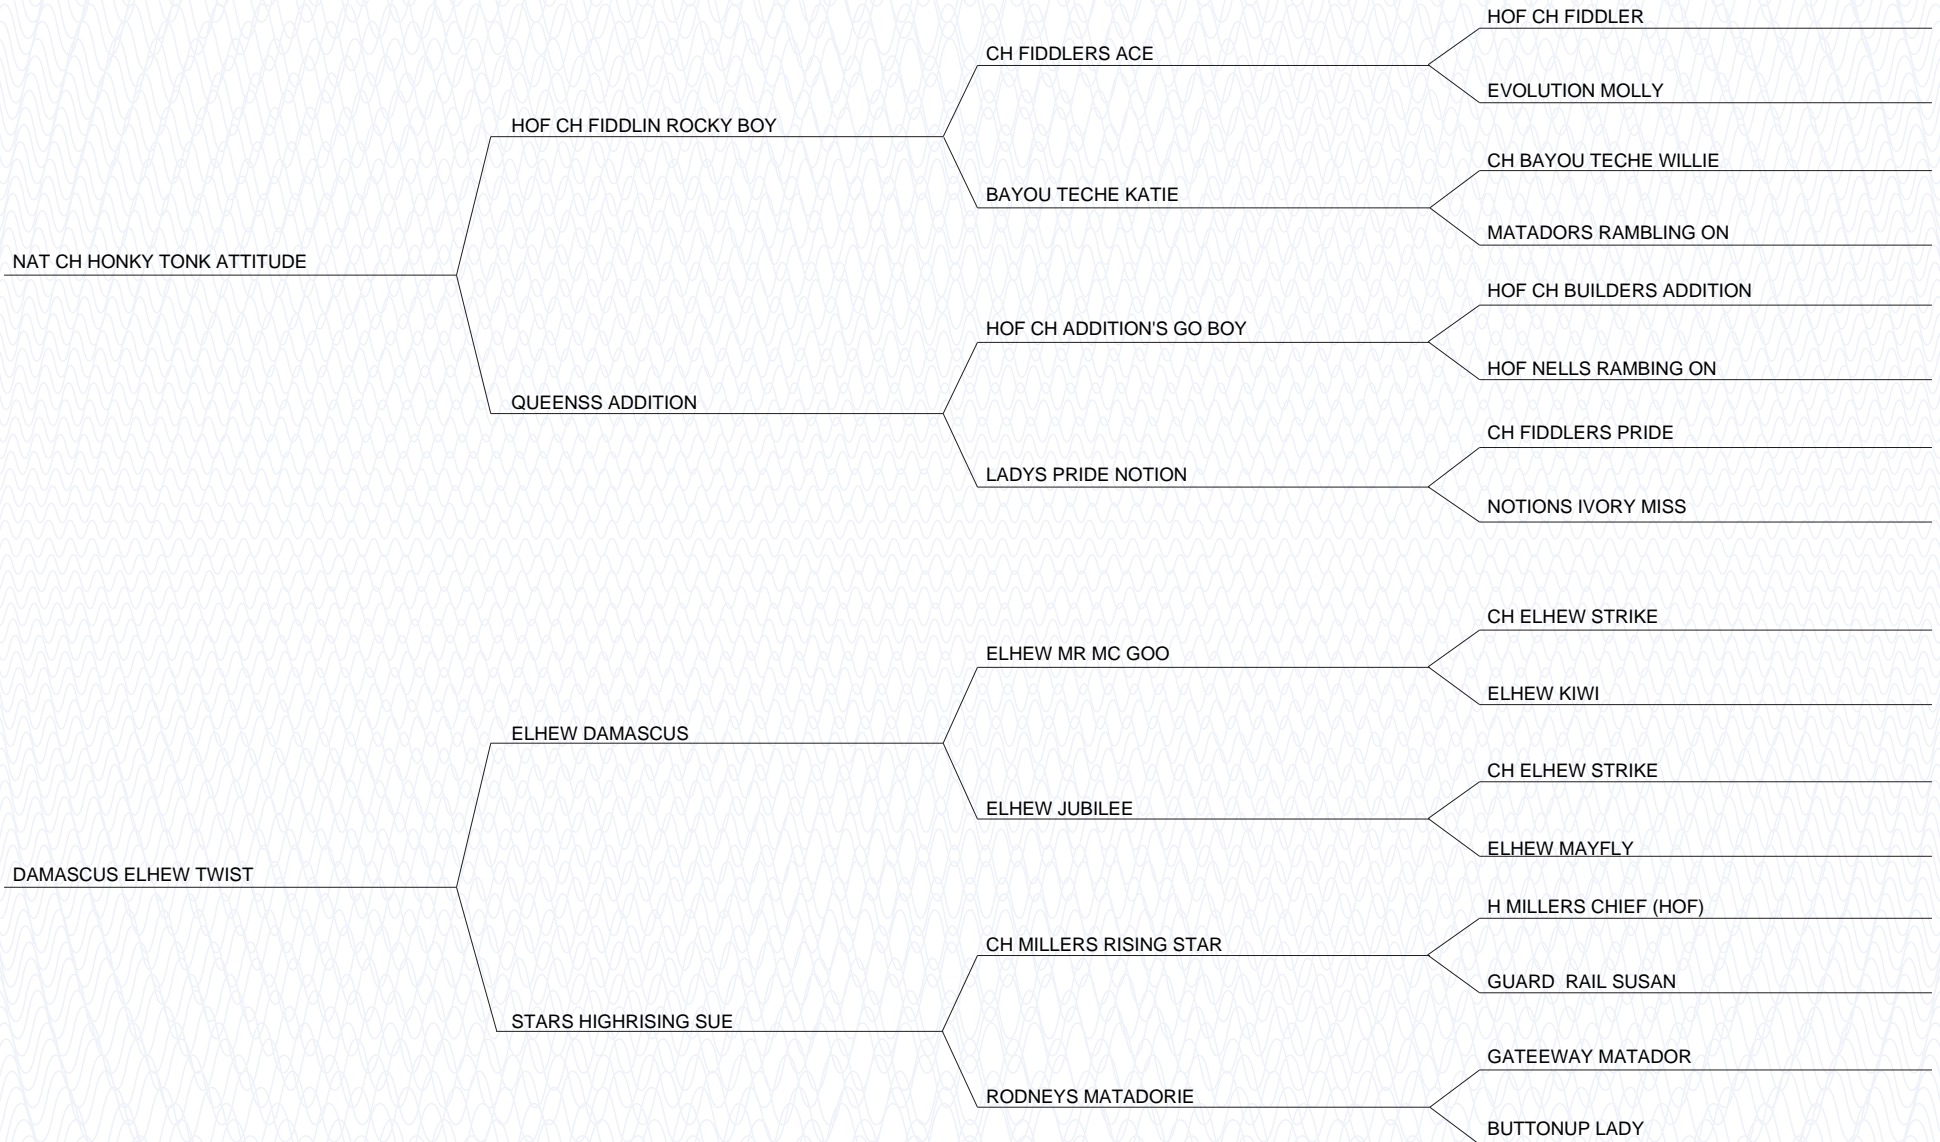 HOF CH FIDDLER
CH FIDDLERS ACE
EVOLUTION MOLLY
HOF CH FIDDLIN ROCKY BOY
CH BAYOU TECHE WILLIE
BAYOU TECHE KATIE
MATADORS RAMBLING ON
NAT CH HONKY TONK ATTITUDE
HOF CH BUILDERS ADDITION
HOF CH ADDITION'S GO BOY
HOF NELLS RAMBING ON
QUEENSS ADDITION
CH FIDDLERS PRIDE
LADYS PRIDE NOTION
NOTIONS IVORY MISS
CH ELHEW STRIKE
ELHEW MR MC GOO
ELHEW KIWI
ELHEW DAMASCUS
CH ELHEW STRIKE
ELHEW JUBILEE
ELHEW MAYFLY
DAMASCUS ELHEW TWIST
H MILLERS CHIEF (HOF)
CH MILLERS RISING STAR
GUARD  RAIL SUSAN
STARS HIGHRISING SUE
GATEEWAY MATADOR
RODNEYS MATADORIE
BUTTONUP LADY